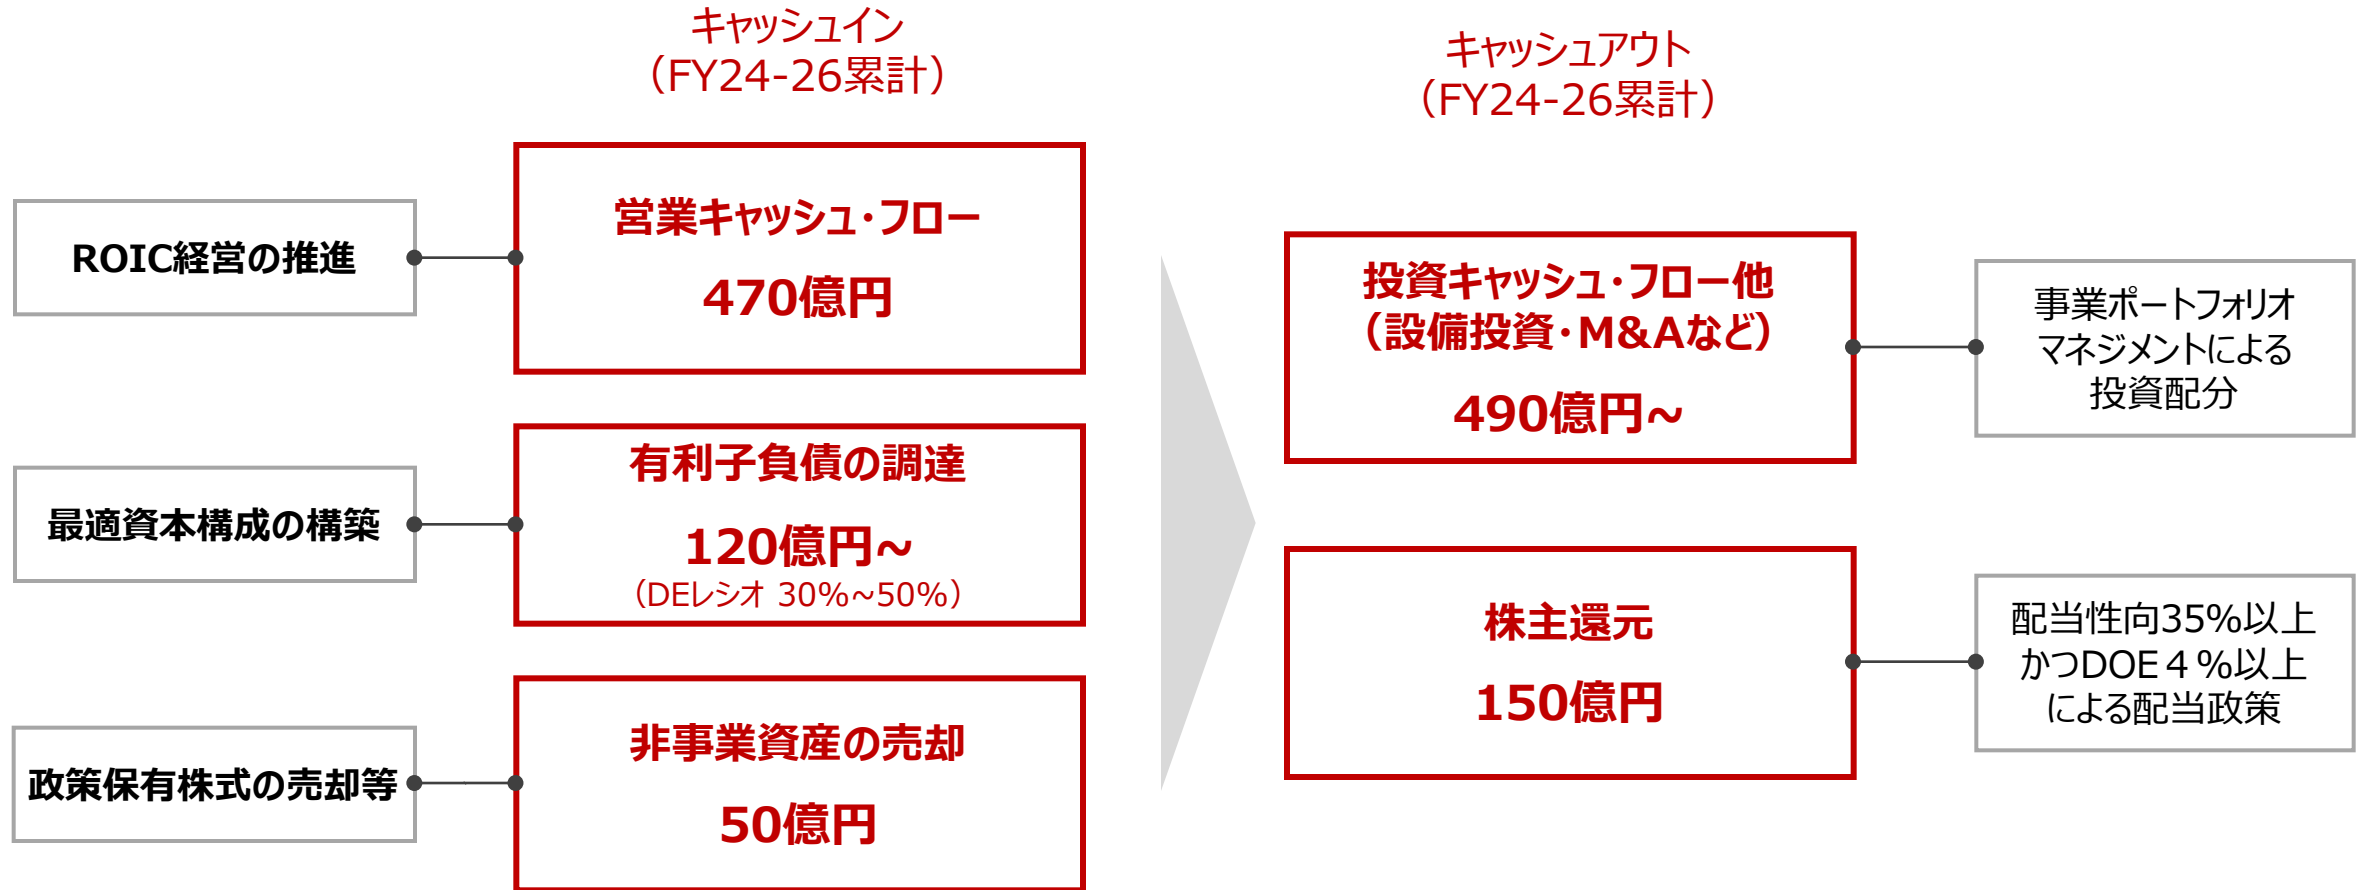 キャッシュイン
（FY24-26累計）
ROIC経営の推進
営業キャッシュ・フロー
470億円
最適資本構成の構築
有利子負債の調達
120億円~
（DEレシオ 30%~50%）
政策保有株式の売却等
非事業資産の売却
50億円
キャッシュアウト
（FY24-26累計）
投資キャッシュ・フロー他
（設備投資・M&Aなど）
490億円~
事業ポートフォリオ
マネジメントによる
投資配分
株主還元
150億円
配当性向35%以上
かつDOE４%以上
による配当政策